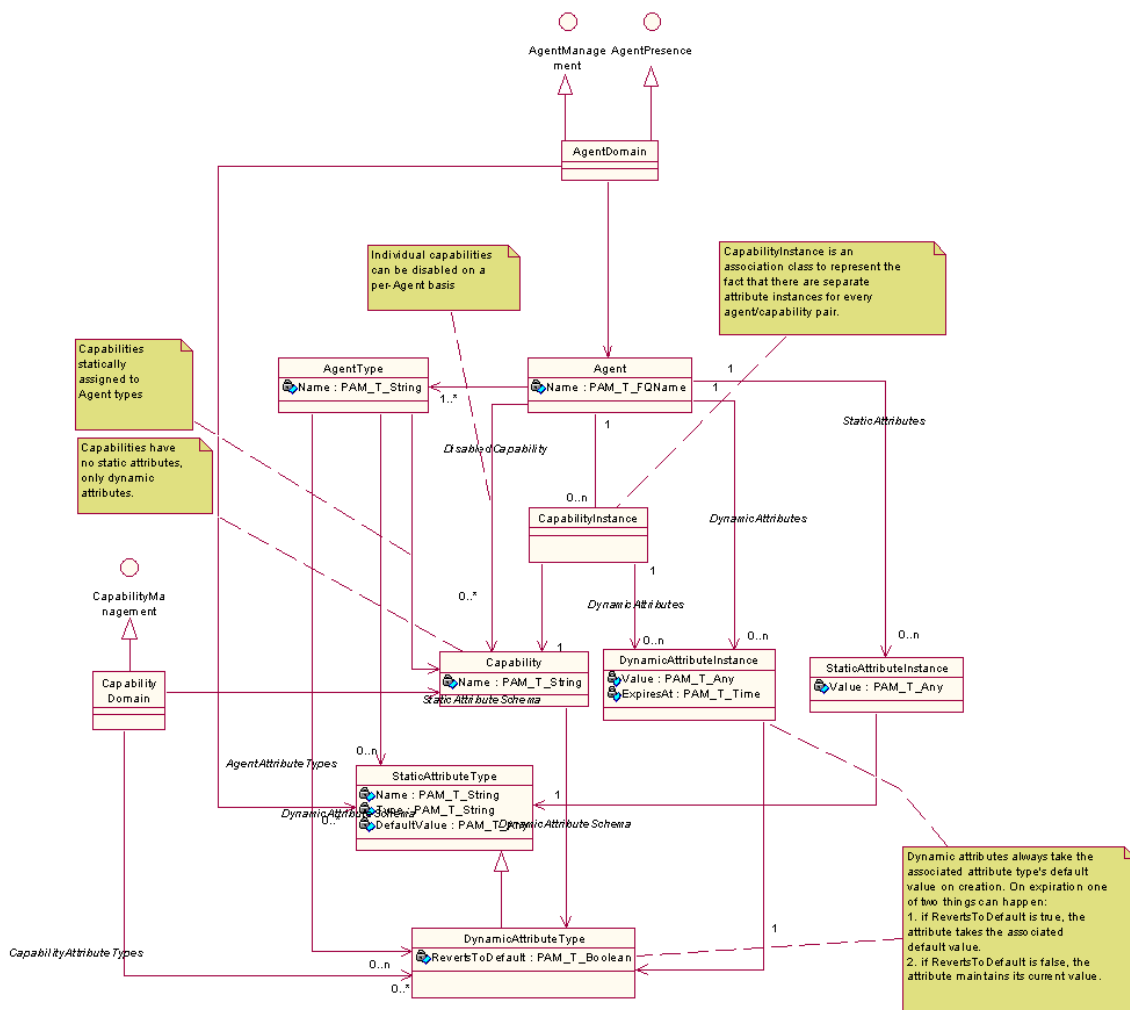 AgentManage
ment
AgentPresence
AgentDomain
Individual capabilities
can be disabled on a
per-Agent basis
CapabilityInstance is an
association class to represent the
fact that there are separate
attribute instances for every
agent/capability pair.
Capabilities
statically
assigned to
Agent types
AgentType
Name : PAM_T_String
Agent
Name : PAM_T_FQName
1
1
1..*
1
StaticAttributes
Capabilities have
no static attributes,
only dynamic
attributes.
DisabledCapability
0..n
CapabilityInstance
DynamicAttributes
1
CapabilityMa
nagement
0..*
DynamicAttributes
1
0..n
0..n
0..n
Capability
Name : PAM_T_String
DynamicAttributeInstance
Value : PAM_T_Any
ExpiresAt : PAM_T_Time
StaticAttributeInstance
Value : PAM_T_Any
Capability
Domain
StaticAttributeSchema
0..n
AgentAttributeTypes
StaticAttributeType
Name : PAM_T_String
Type : PAM_T_String
DefaultValue : PAM_T_Any
1
DynamicAttributeSchema
0..*
DynamicAttributeSchema
Dynamic attributes always take the
associated attribute type's default
value on creation. On expiration one
of two things can happen:
1. if RevertsToDefault is true, the
attribute takes the associated
default value.
2. if RevertsToDefault is false, the
attribute maintains its current value.
1
DynamicAttributeType
RevertsToDefault : PAM_T_Boolean
CapabilityAttributeTypes
0..n
0..*